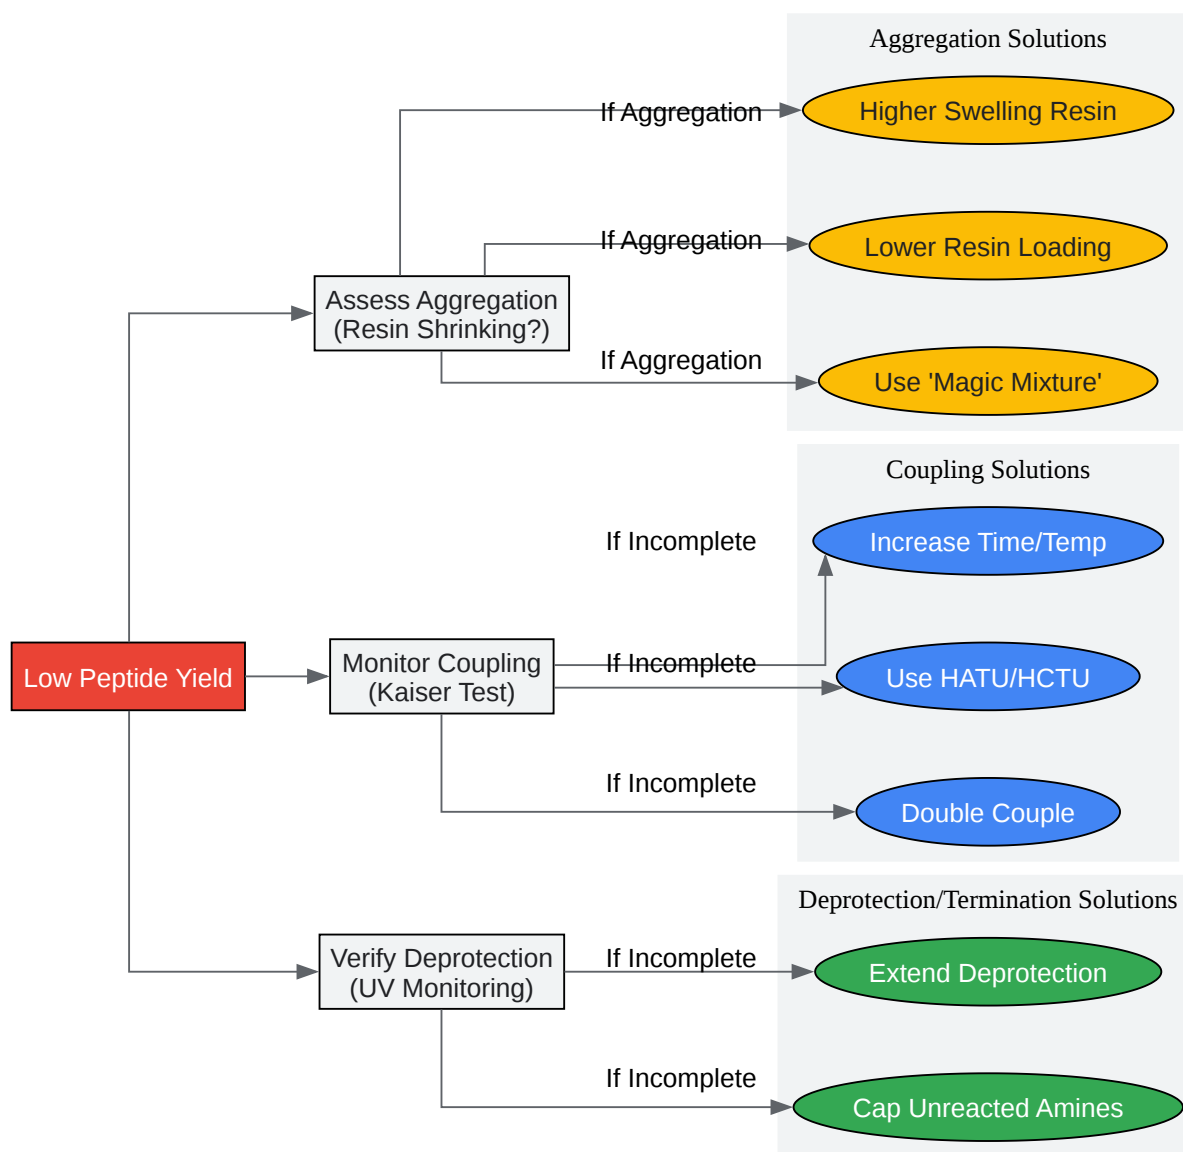 Aggregation Solutions
If Aggregation
Higher Swelling Resin
If Aggregation
Lower Resin Loading
Assess Aggregation
(Resin Shrinking?)
If Aggregation
Use 'Magic Mixture'
Coupling Solutions
If Incomplete
Increase Time/Temp
Low Peptide Yield
Monitor Coupling
(Kaiser Test)
If Incomplete
Use HATU/HCTU
If Incomplete
Double Couple
Deprotection/Termination Solutions
Verify Deprotection
(UV Monitoring)
If Incomplete
Extend Deprotection
If Incomplete
Cap Unreacted Amines